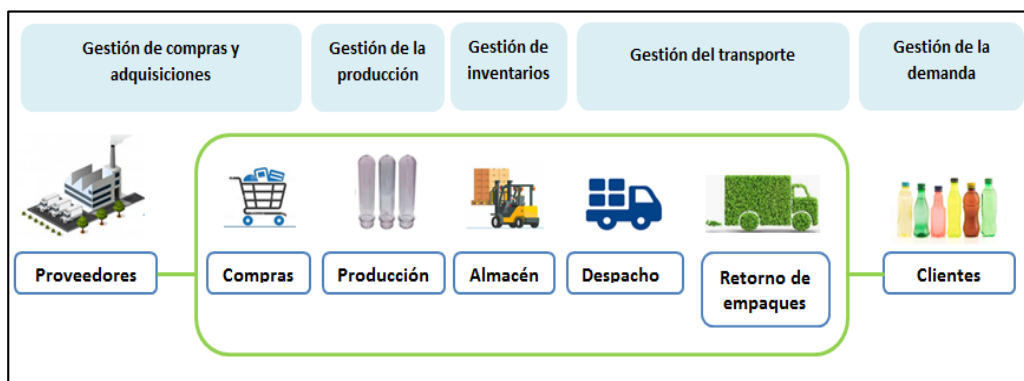 Gestión de compras y
adquisiciones
Gestión de la
producción
Gestión de
inventarios
Gestión del transporte
Gestión de la
demanda
Proveedores
Compras
Producción
Almacén
Despacho
Retorno de
empaques
Clientes